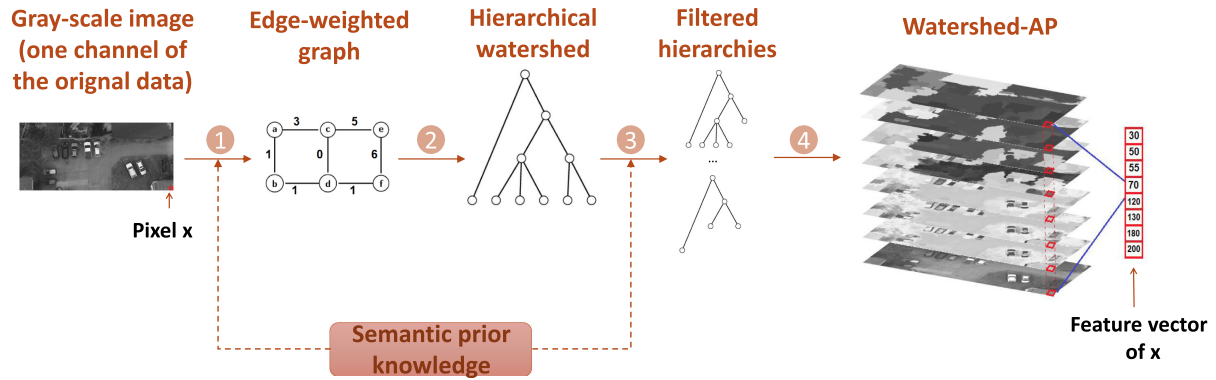 Gray-scale image
(one channel of
the orignal data)
Edge-weighted
graph
Hierarchical
watershed
Filtered
hierarchies
Watershed-AP
1
2
3
4
a 3 c 5 e
1 0 6
b 1 d 1 f
...
30
50
55
70
120
130
180
200
Pixel x
Semantic prior
knowledge
Feature vector
of x